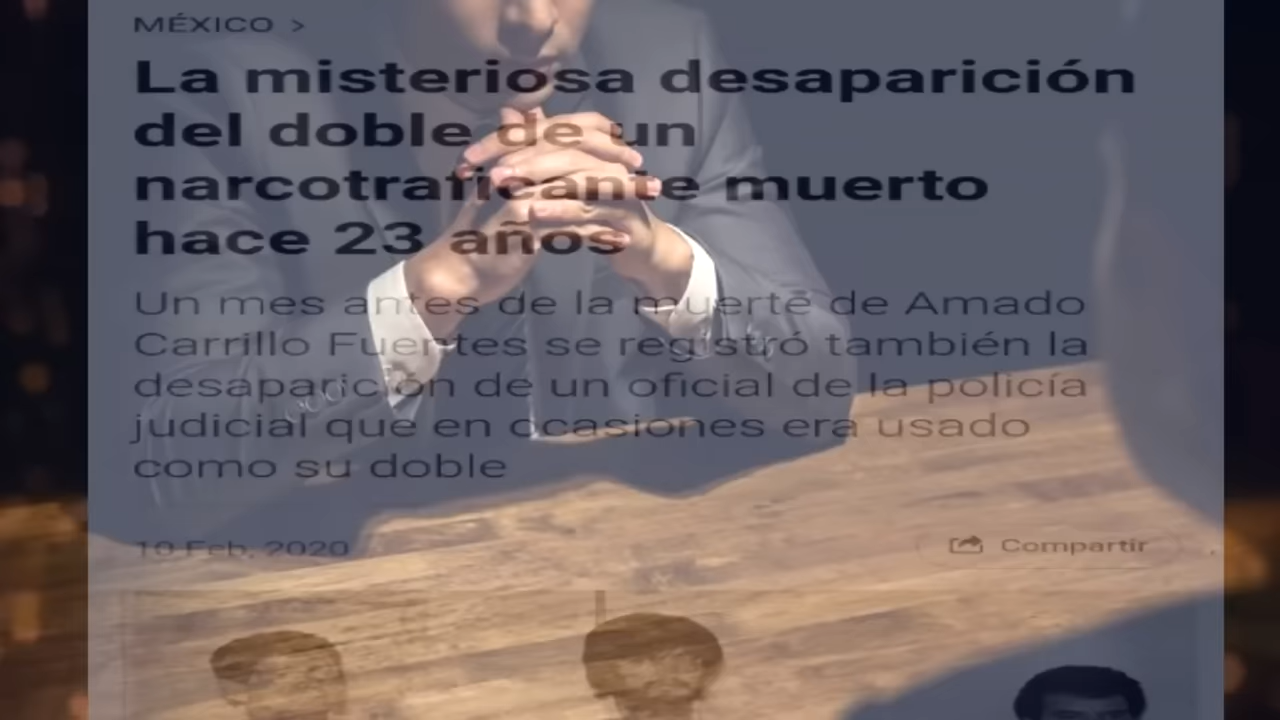 MÉXICO >
La misteriosa desaparición
del doble de un
narcotraficante muerto
hace 23 años
Un mes antes de la muerte de Amado
Carrillo Fuentes se registró también la
desaparición de un oficial de la policía
judicial que en ocasiones era usado
como su doble
10 Feb, 2020
Compartir